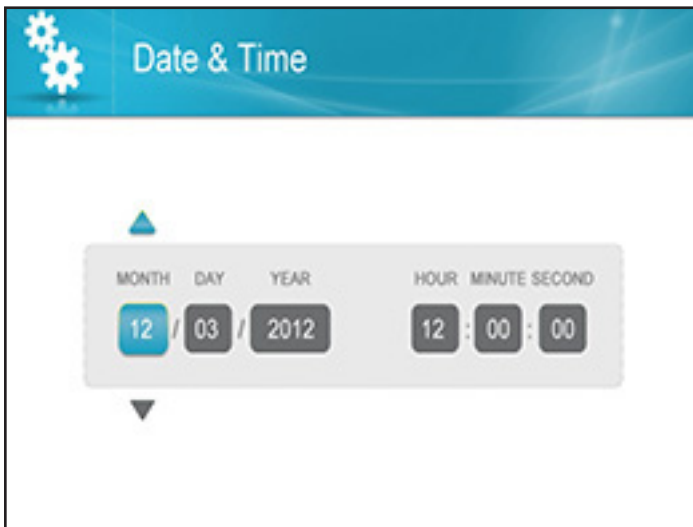 Date & Time
MONTH DAY YEAR HOUR MINUTE SECOND
12 / 03 / 2012 12 : 00 : 00